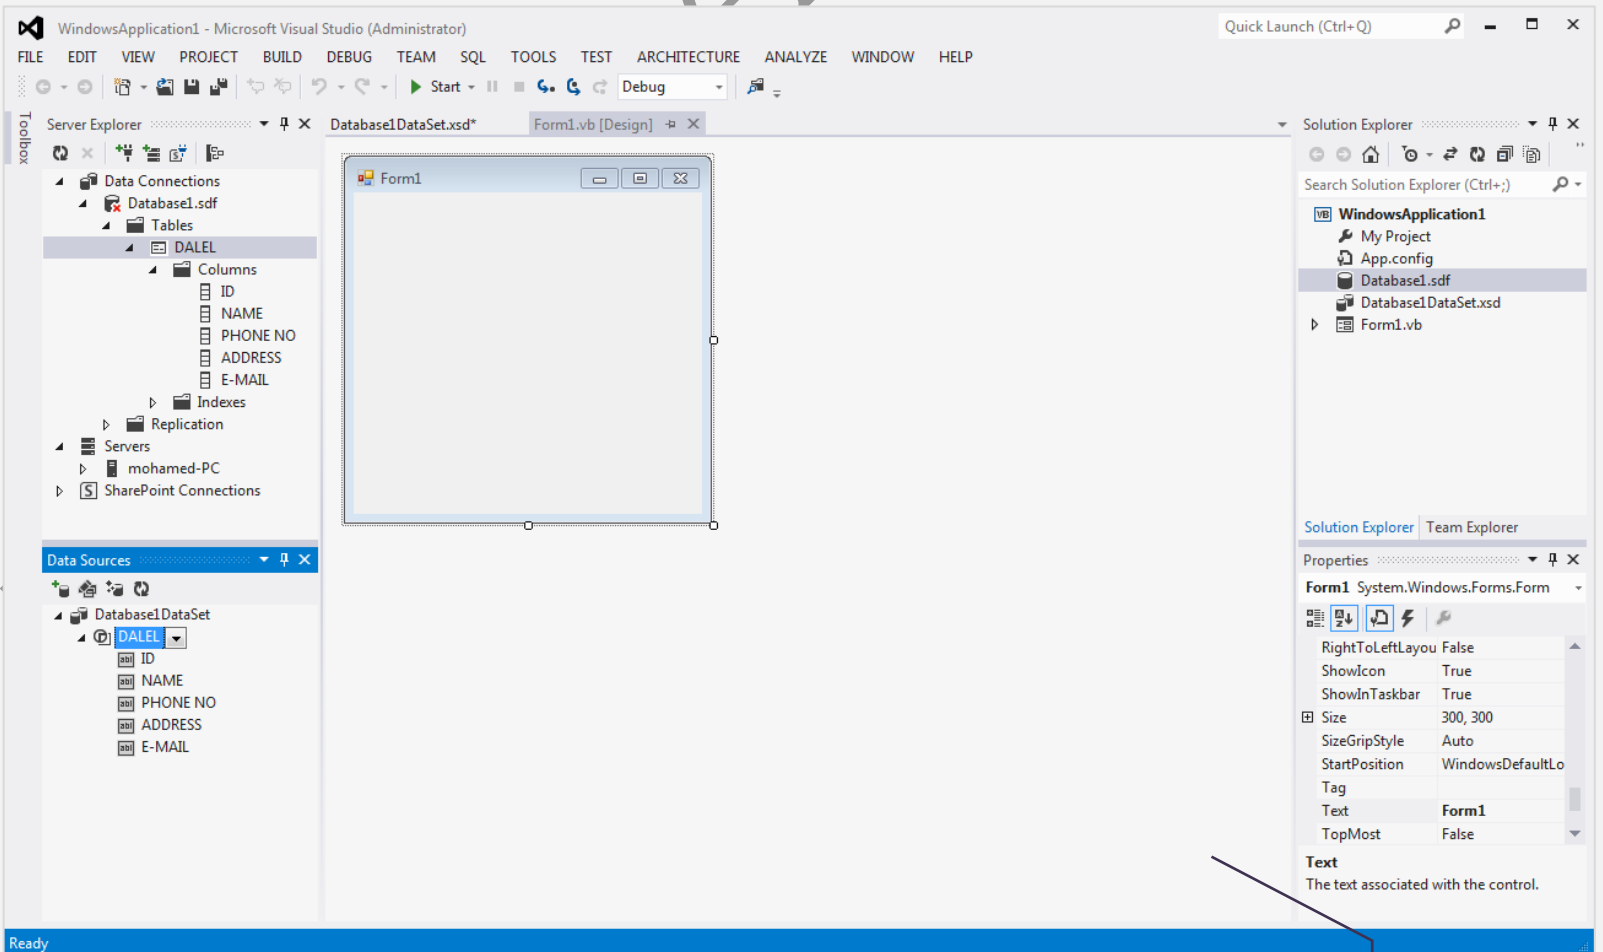 WindowsApplication1 - Microsoft Visual Studio (Administrator)
Quick Launch (Ctrl+Q)
FILE EDIT VIEW PROJECT BUILD DEBUG TEAM SQL TOOLS TEST ARCHITECTURE ANALYZE WINDOW HELP
Start Debug
Toolbox
Server Explorer
Data Connections
Database1.sdf
Tables
DALEL
Columns
ID
NAME
PHONE NO
ADDRESS
E-MAIL
Indexes
Replication
Servers
mohamed-PC
SharePoint Connections
Data Sources
Database1DataSet
DALEL
ID
NAME
PHONE NO
ADDRESS
E-MAIL
Database1DataSet.xsd* Form1.vb [Design]
Form1
Solution Explorer
Search Solution Explorer (Ctrl+;)
WindowsApplication1
My Project
App.config
Database1.sdf
Database1DataSet.xsd
Form1.vb
Solution Explorer Team Explorer
Properties
Form1 System.Windows.Forms.Form
RightToLeftLayou False
ShowIcon True
ShowInTaskbar True
Size 300, 300
SizeGripStyle Auto
StartPosition WindowsDefaultLo
Tag
Text Form1
TopMost False
Text
The text associated with the control.
Ready